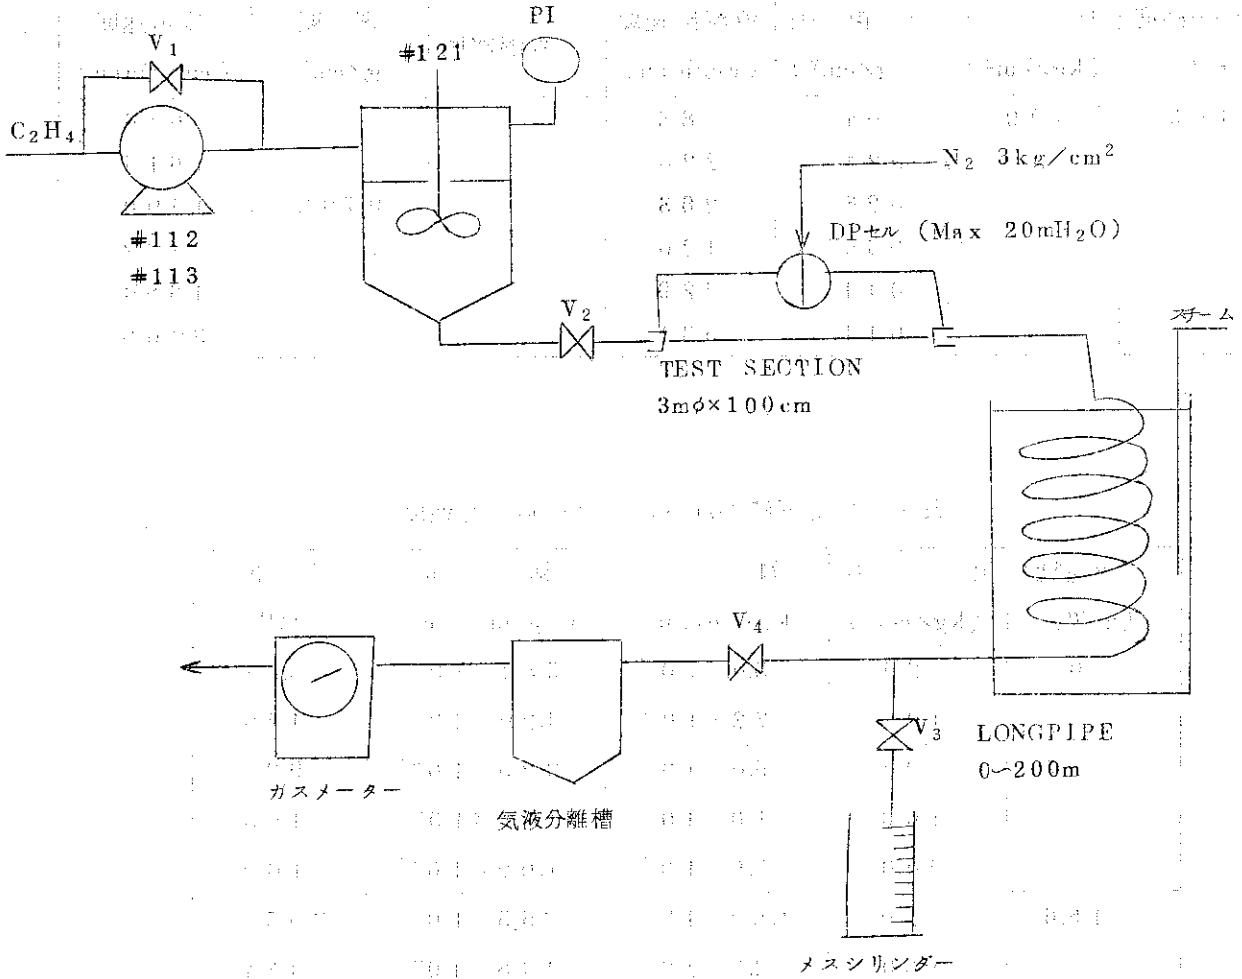 PI
V₁
#121
C₂H₄
N₂ 3kg/cm²
#112
#113
DPセル (Max 20mH₂O)
V₂
スチーム
TEST SECTION
3mφ×100cm
V₄
V₃
LONGPIPE
0〜200m
ガスメーター
気液分離槽
メスシリンダー